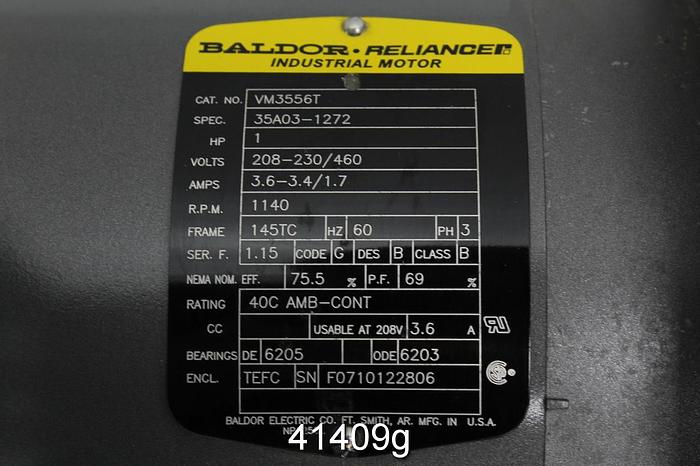 BALDOR • RELIANCE
INDUSTRIAL MOTOR
CAT. NO. VM3556T
SPEC. 35A03-1272
HP 1
VOLTS 208-230/460
AMPS 3.6-3.4/1.7
R.P.M. 1140
FRAME 145TC HZ 60 PH 3
SER. F. 1.15 CODE G DES B CLASS B
NEMA NOM. EFF. 75.5 % P.F. 69 %
RATING 40C AMB-CONT
CC USABLE AT 208V 3.6 A
BEARINGS DE 6205 ODE 6203
ENCL. TEFC SN F0710122806
BALDOR ELECTRIC CO. FT. SMITH, AR. MFG. IN U.S.A.
41409g